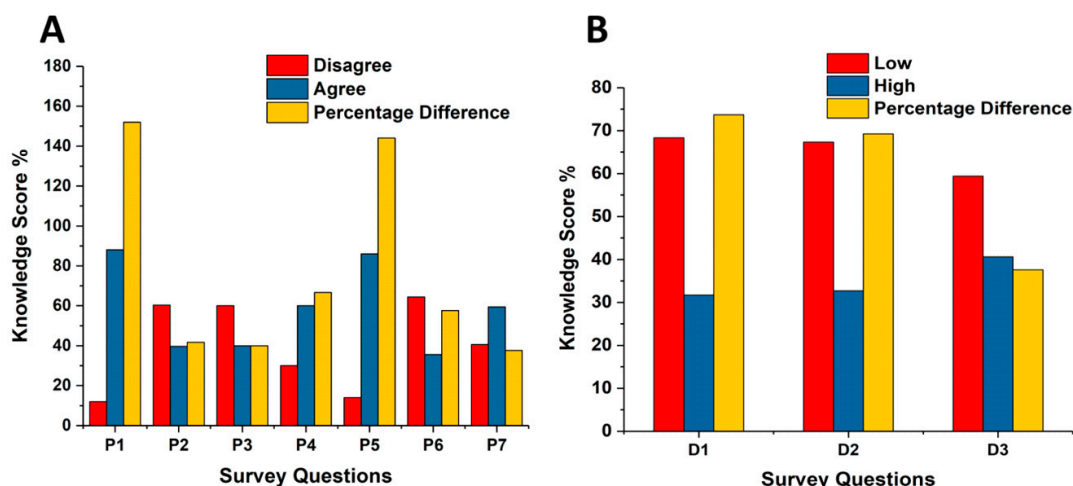 A
Disagree
Agree
Percentage Difference
Knowledge Score %
180
160
140
120
100
80
60
40
20
0
P1 P2 P3 P4 P5 P6 P7
Survey Questions
B
Low
High
Percentage Difference
Knowledge Score %
80
70
60
50
40
30
20
10
0
D1 D2 D3
Survey Questions